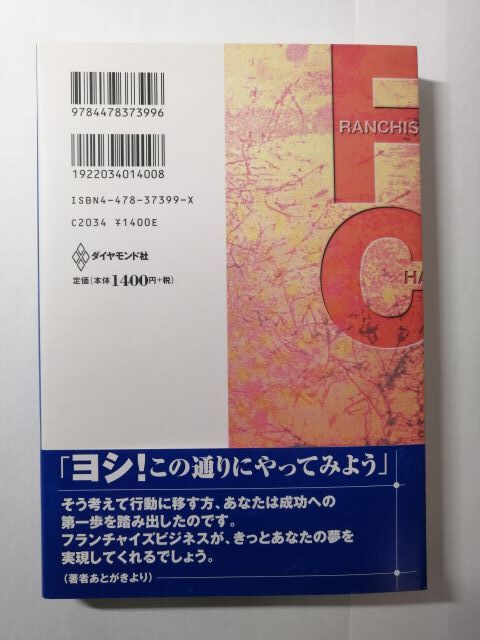 9784478373996
1922034014008
ISBN4-478-37399-X
C2034 ¥1400E
ダイヤモンド社
定価(本体1400円+税)
F
RANCHIS
C
HA
「ヨシ!この通りにやってみよう」
そう考えて行動に移す方、あなたは成功への
第一歩を踏み出したのです。
フランチャイズビジネスが、きっとあなたの夢を
実現してくれるでしょう。
(著者あとがきより)